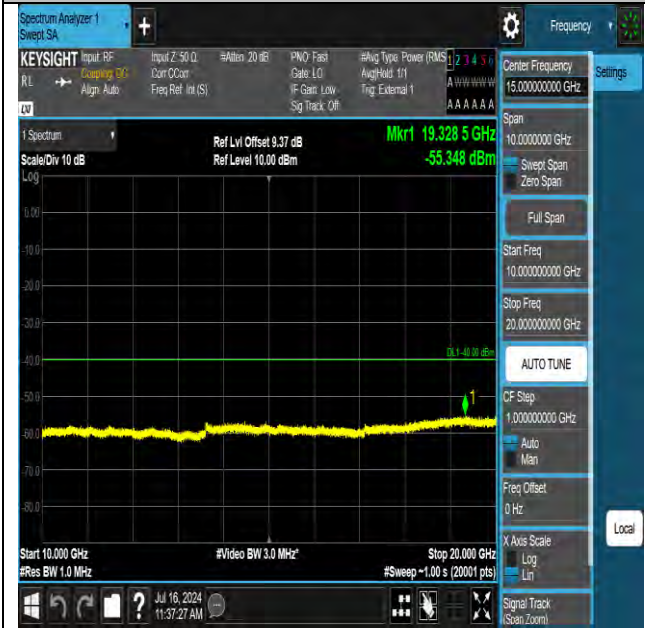 Spectrum Analyzer 1
Swept SA
Frequency
KEYSIGHT
Input: RF
Coupling: DC
Align: Auto
RL
Input Z: 50 Ω
Corr CCorr
Freq Ref: Int (S)
#Atten: 20 dB
PNO: Fast
Gate: LO
IF Gain: Low
Sig Track: Off
#Avg Type: Power (RMS)
Avg|Hold: 1/1
Trig: External 1
1 2 3 4 5 6
A W W W W W
A A A A A A
Center Frequency
15.000000000 GHz
Settings
1 Spectrum
Scale/Div 10 dB
Log
Ref Lvl Offset 9.37 dB
Ref Level 10.00 dBm
Mkr1 19.328 5 GHz
-55.348 dBm
Span
10.0000000 GHz
Swept Span
Zero Span
Full Span
Start Freq
10.000000000 GHz
Stop Freq
20.000000000 GHz
AUTO TUNE
CF Step
1.000000000 GHz
Auto
Man
Freq Offset
0 Hz
X Axis Scale
Log
Lin
Local
Signal Track
(Span Zoom)
0.00
-10.0
-20.0
-30.0
-40.0
-50.0
-60.0
-70.0
-80.0
DL1 -40.00 dBm
1
Start 10.000 GHz
#Res BW 1.0 MHz
#Video BW 3.0 MHz*
Stop 20.000 GHz
#Sweep ~1.00 s (20001 pts)
Jul 16, 2024
11:37:27 AM